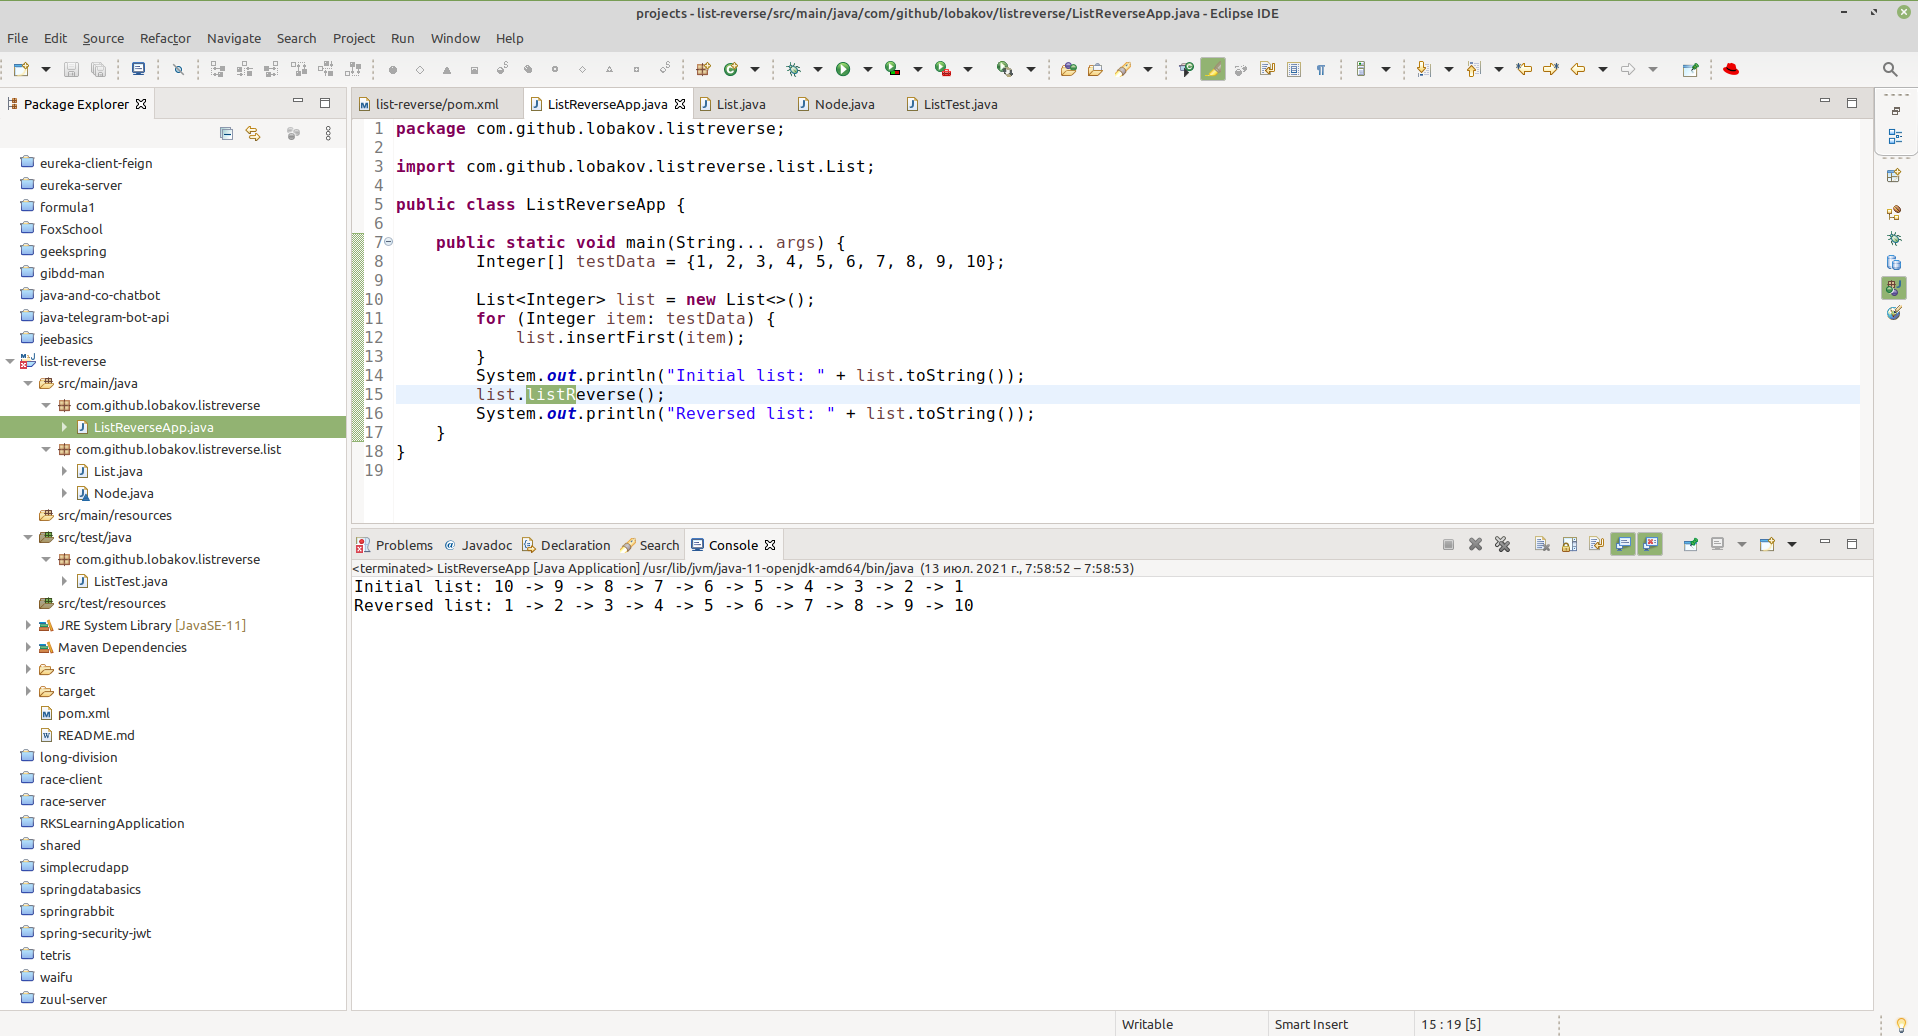 projects - list-reverse/src/main/java/com/github/lobakov/listreverse/ListReverseApp.java - Eclipse IDE
File Edit Source Refactor Navigate Search Project Run Window Help
Package Explorer
eureka-client-feign
eureka-server
formula1
FoxSchool
geekspring
gibdd-man
java-and-co-chatbot
java-telegram-bot-api
jeebasics
list-reverse
src/main/java
com.github.lobakov.listreverse
ListReverseApp.java
com.github.lobakov.listreverse.list
List.java
Node.java
src/main/resources
src/test/java
com.github.lobakov.listreverse
ListTest.java
src/test/resources
JRE System Library [JavaSE-11]
Maven Dependencies
src
target
pom.xml
README.md
long-division
race-client
race-server
RKSLearningApplication
shared
simplecrudapp
springdatabasics
springrabbit
spring-security-jwt
tetris
waifu
zuul-server
list-reverse/pom.xml ListReverseApp.java List.java Node.java ListTest.java
1 package com.github.lobakov.listreverse;
2
3 import com.github.lobakov.listreverse.list.List;
4
5 public class ListReverseApp {
6
7 public static void main(String... args) {
8 Integer[] testData = {1, 2, 3, 4, 5, 6, 7, 8, 9, 10};
9
10 List<Integer> list = new List<>();
11 for (Integer item: testData) {
12 list.insertFirst(item);
13 }
14 System.out.println("Initial list: " + list.toString());
15 list.listReverse();
16 System.out.println("Reversed list: " + list.toString());
17 }
18 }
19
Problems @ Javadoc Declaration Search Console
<terminated> ListReverseApp [Java Application] /usr/lib/jvm/java-11-openjdk-amd64/bin/java (13 июл. 2021 г., 7:58:52 – 7:58:53)
Initial list: 10 -> 9 -> 8 -> 7 -> 6 -> 5 -> 4 -> 3 -> 2 -> 1
Reversed list: 1 -> 2 -> 3 -> 4 -> 5 -> 6 -> 7 -> 8 -> 9 -> 10
Writable Smart Insert 15 : 19 [5]